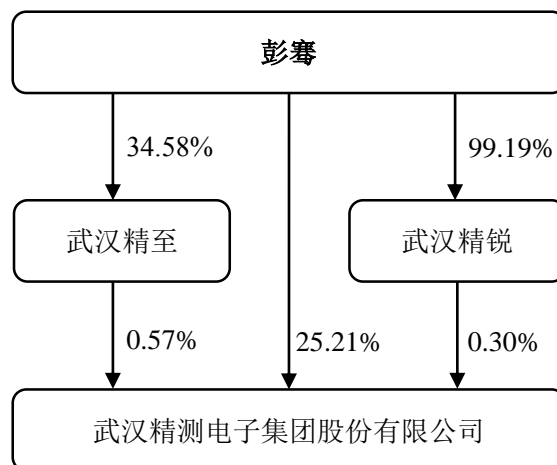 彭骞
34.58%
99.19%
武汉精至
武汉精锐
0.57%
25.21%
0.30%
武汉精测电子集团股份有限公司